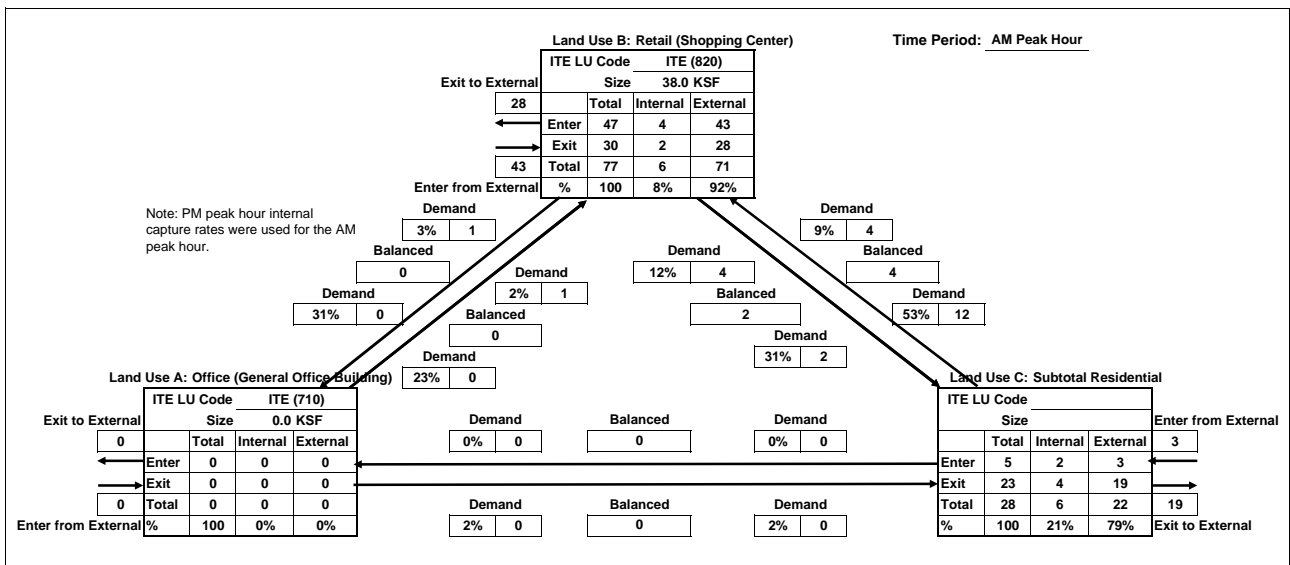 Land Use B: Retail (Shopping Center)
Time Period: AM Peak Hour
ITE LU Code ITE (820)
Exit to External Size 38.0 KSF
28 Total Internal External
Enter 47 4 43
Exit 30 2 28
43 Total 77 6 71
Enter from External % 100 8% 92%
Note: PM peak hour internal
capture rates were used for the AM
peak hour.
Demand
3% 1
Balanced
0
Demand
31% 0
Demand
2% 1
Balanced
0
Demand
23% 0
Demand
12% 4
Balanced
2
Demand
31% 2
Demand
9% 4
Balanced
4
Demand
53% 12
Land Use A: Office (General Office Building)
ITE LU Code ITE (710)
Exit to External Size 0.0 KSF
0 Total Internal External
Enter 0 0 0
Exit 0 0 0
0 Total 0 0 0
Enter from External % 100 0% 0%
Demand Balanced Demand
0% 0 0 0% 0
Demand Balanced Demand
2% 0 0 2% 0
Land Use C: Subtotal Residential
ITE LU Code
Size Enter from External
Total Internal External 3
Enter 5 2 3
Exit 23 4 19
Total 28 6 22 19
% 100 21% 79% Exit to External